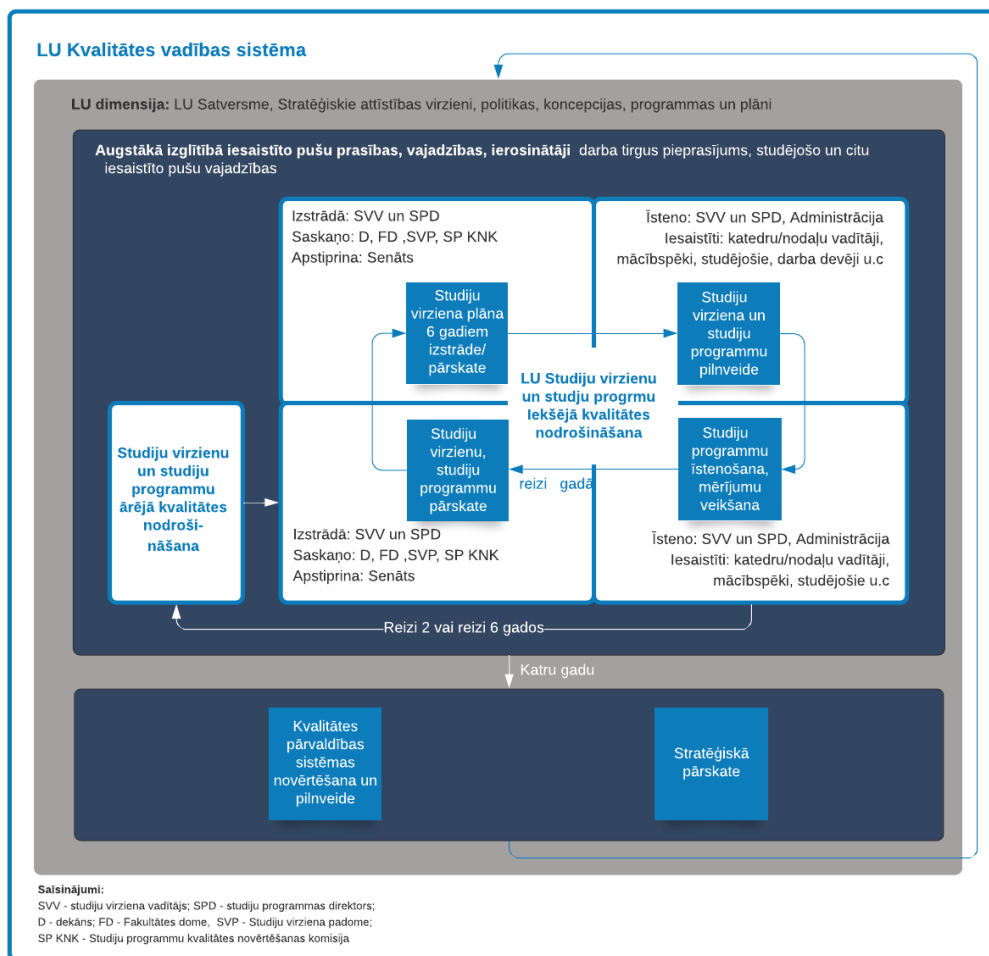 LU Kvalitātes vadības sistēma
LU dimensija: LU Satversme, Stratēģiskie attīstības virzieni, politikas, koncepcijas, programmas un plāni
Augstākā izglītībā iesaistīto pušu prasības, vajadzības, ierosinātāji darba tirgus pieprasījums, studējošo un citu
iesaistīto pušu vajadzības
Izstrādā: SVV un SPD
Saskaņo: D, FD ,SVP, SP KNK
Apstiprina: Senāts
Īsteno: SVV un SPD, Administrācija
Iesaistīti: katedru/nodaļu vadītāji,
mācībspēki, studējošie, darba devēji u.c
Studiju
virziena plāna
6 gadiem
izstrāde/
pārskate
Studiju
virziena un
studiju
programmu
pilnveide
LU Studiju virzienu
un studju progrmu
Iekšējā kvalitātes
nodrošināšana
Studiju virzienu
un studiju
programmu
ārējā kvalitātes
nodroši-
nāšana
Studiju
virzienu,
studiju
programmu
pārskate
reizi gadā
Studiju
programmu
īstenošana,
mērījumu
veikšana
Izstrādā: SVV un SPD
Saskaņo: D, FD ,SVP, SP KNK
Apstiprina: Senāts
Īsteno: SVV un SPD, Administrācija
Iesaistīti: katedru/nodaļu vadītāji,
mācībspēki, studējošie u.c
Reizi 2 vai reizi 6 gados
Katru gadu
Kvalitātes
pārvaldības
sistēmas
novērtēšana un
pilnveide
Stratēģiskā
pārskate
Saīsinājumi:
SVV - studiju virziena vadītājs; SPD - studiju programmas direktors;
D - dekāns; FD - Fakultātes dome, SVP - Studiju virziena padome;
SP KNK - Studiju programmu kvalitātes novērtēšanas komisija